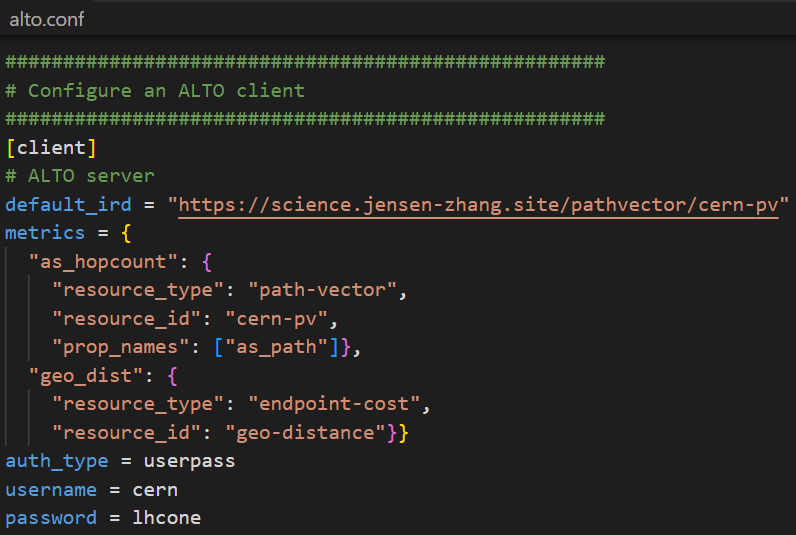 alto.conf
####################################################
# Configure an ALTO client
####################################################
[client]
# ALTO server
default_ird = "https://science.jensen-zhang.site/pathvector/cern-pv"
metrics = {
  "as_hopcount": {
    "resource_type": "path-vector",
    "resource_id": "cern-pv",
    "prop_names": ["as_path"]},
  "geo_dist": {
    "resource_type": "endpoint-cost",
    "resource_id": "geo-distance"}}
auth_type = userpass
username = cern
password = lhcone